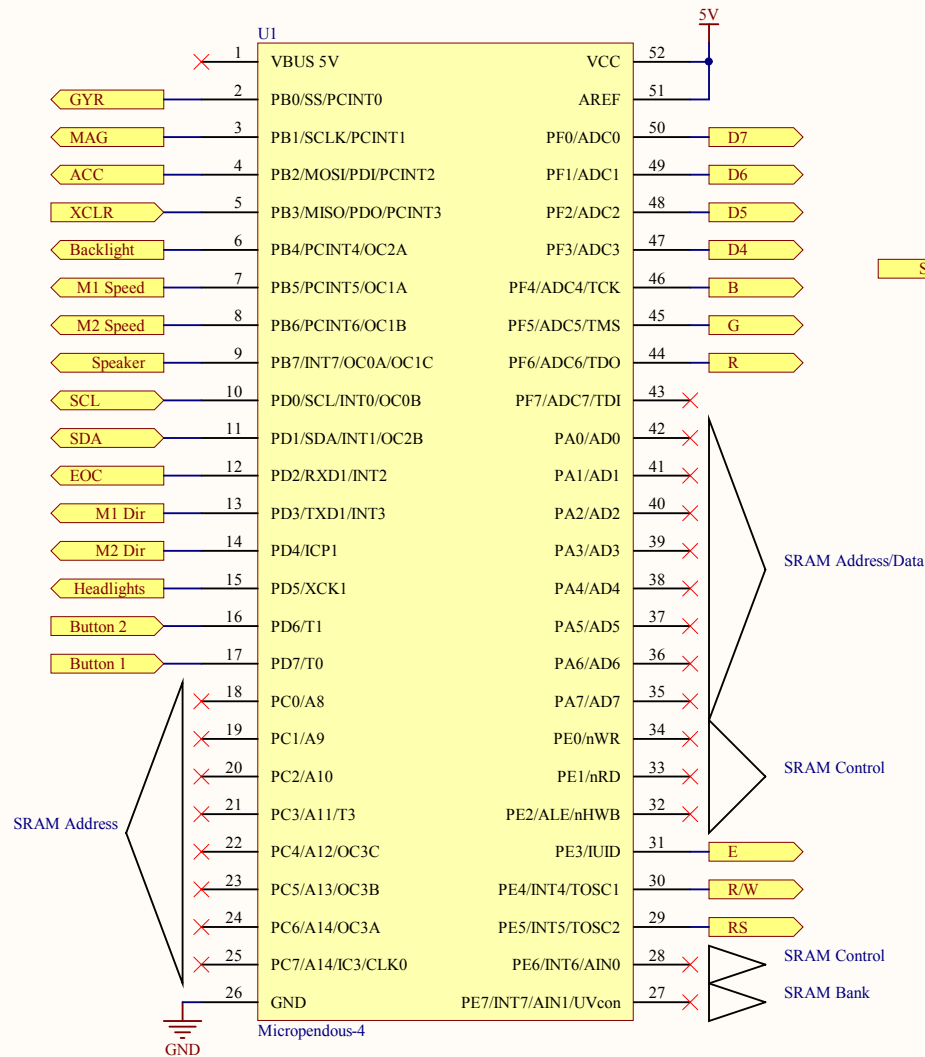 5V
U1
1 VBUS 5V VCC 52
GYR 2 PB0/SS/PCINT0 AREF 51
MAG 3 PB1/SCLK/PCINT1 PF0/ADC0 50 D7
ACC 4 PB2/MOSI/PDI/PCINT2 PF1/ADC1 49 D6
XCLR 5 PB3/MISO/PDO/PCINT3 PF2/ADC2 48 D5
Backlight 6 PB4/PCINT4/OC2A PF3/ADC3 47 D4
S
M1 Speed 7 PB5/PCINT5/OC1A PF4/ADC4/TCK 46 B
M2 Speed 8 PB6/PCINT6/OC1B PF5/ADC5/TMS 45 G
Speaker 9 PB7/INT7/OC0A/OC1C PF6/ADC6/TDO 44 R
SCL 10 PD0/SCL/INT0/OC0B PF7/ADC7/TDI 43
SDA 11 PD1/SDA/INT1/OC2B PA0/AD0 42
EOC 12 PD2/RXD1/INT2 PA1/AD1 41
M1 Dir 13 PD3/TXD1/INT3 PA2/AD2 40
M2 Dir 14 PD4/ICP1 PA3/AD3 39
SRAM Address/Data
Headlights 15 PD5/XCK1 PA4/AD4 38
Button 2 16 PD6/T1 PA5/AD5 37
Button 1 17 PD7/T0 PA6/AD6 36
18 PC0/A8 PA7/AD7 35
19 PC1/A9 PE0/nWR 34
20 PC2/A10 PE1/nRD 33 SRAM Control
21 PC3/A11/T3 PE2/ALE/nHWB 32
SRAM Address
22 PC4/A12/OC3C PE3/IUID 31 E
23 PC5/A13/OC3B PE4/INT4/TOSC1 30 R/W
24 PC6/A14/OC3A PE5/INT5/TOSC2 29 RS
25 PC7/A14/IC3/CLK0 PE6/INT6/AIN0 28 SRAM Control
26 GND PE7/INT7/AIN1/UVcon 27 SRAM Bank
Micropendous-4
GND